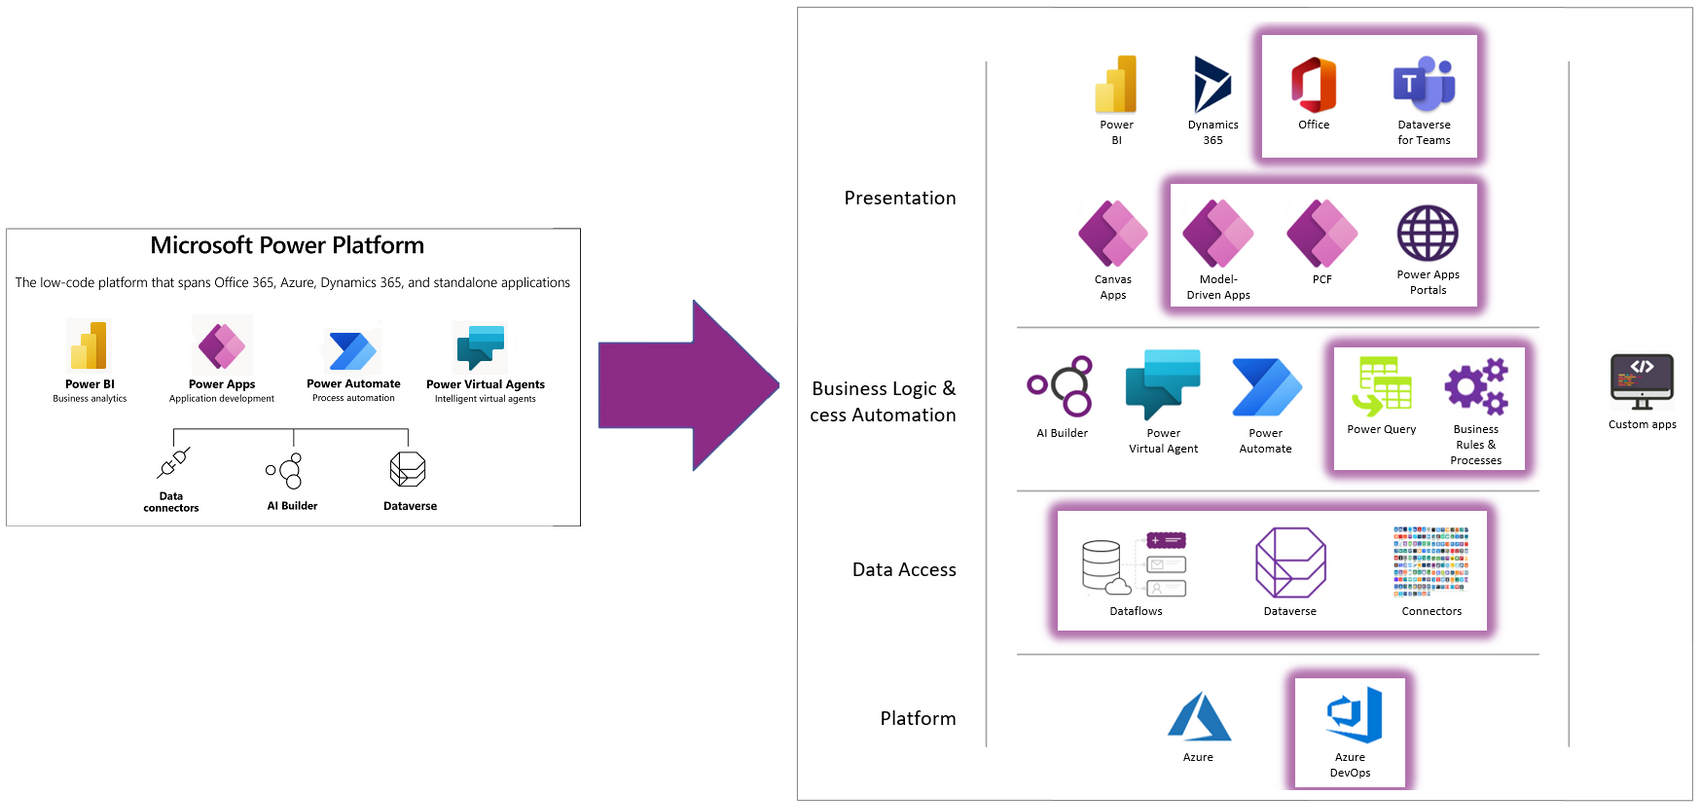 Microsoft Power Platform
The low-code platform that spans Office 365, Azure, Dynamics 365, and standalone applications
Power BI
Business analytics
Power Apps
Application development
Power Automate
Process automation
Power Virtual Agents
Intelligent virtual agents
Data
connectors
AI Builder
Dataverse
Presentation
Power
BI
Dynamics
365
Office
T
Dataverse
for Teams
Canvas
Apps
Model-
Driven Apps
PCF
Power Apps
Portals
Business Logic &
cess Automation
AI Builder
Power
Virtual Agent
Power
Automate
Power Query
Business
Rules &
Processes
</>
Custom apps
Data Access
Dataflows
Dataverse
Connectors
Platform
Azure
Azure
DevOps